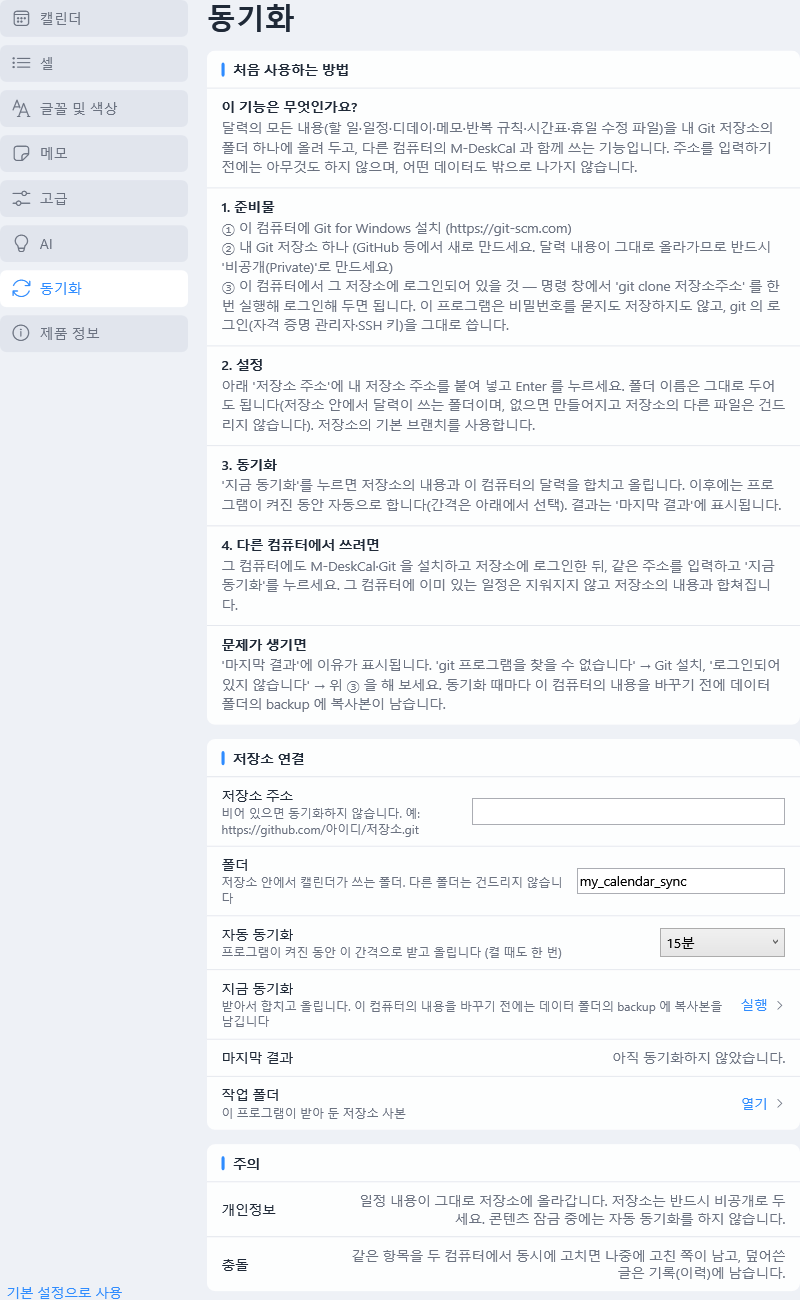 캘린더
셀
글꼴 및 색상
메모
고급
AI
동기화
제품 정보
기본 설정으로 사용
동기화
처음 사용하는 방법
이 기능은 무엇인가요?
달력의 모든 내용(할 일·일정·디데이·메모·반복 규칙·시간표·휴일 수정 파일)을 내 Git 저장소의
폴더 하나에 올려 두고, 다른 컴퓨터의 M-DeskCal 과 함께 쓰는 기능입니다. 주소를 입력하기
전에는 아무것도 하지 않으며, 어떤 데이터도 밖으로 나가지 않습니다.
1. 준비물
① 이 컴퓨터에 Git for Windows 설치 (https://git-scm.com)
② 내 Git 저장소 하나 (GitHub 등에서 새로 만드세요. 달력 내용이 그대로 올라가므로 반드시
'비공개(Private)'로 만드세요)
③ 이 컴퓨터에서 그 저장소에 로그인되어 있을 것 — 명령 창에서 'git clone 저장소주소' 를 한
번 실행해 로그인해 두면 됩니다. 이 프로그램은 비밀번호를 묻지도 저장하지도 않고, git 의 로
그인(자격 증명 관리자·SSH 키)을 그대로 씁니다.
2. 설정
아래 '저장소 주소'에 내 저장소 주소를 붙여 넣고 Enter 를 누르세요. 폴더 이름은 그대로 두어
도 됩니다(저장소 안에서 달력이 쓰는 폴더이며, 없으면 만들어지고 저장소의 다른 파일은 건드
리지 않습니다). 저장소의 기본 브랜치를 사용합니다.
3. 동기화
'지금 동기화'를 누르면 저장소의 내용과 이 컴퓨터의 달력을 합치고 올립니다. 이후에는 프로
그램이 켜진 동안 자동으로 합니다(간격은 아래에서 선택). 결과는 '마지막 결과'에 표시됩니다.
4. 다른 컴퓨터에서 쓰려면
그 컴퓨터에도 M-DeskCal·Git 을 설치하고 저장소에 로그인한 뒤, 같은 주소를 입력하고 '지금
동기화'를 누르세요. 그 컴퓨터에 이미 있는 일정은 지워지지 않고 저장소의 내용과 합쳐집니
다.
문제가 생기면
'마지막 결과'에 이유가 표시됩니다. 'git 프로그램을 찾을 수 없습니다' → Git 설치, '로그인되어
있지 않습니다' → 위 ③ 을 해 보세요. 동기화 때마다 이 컴퓨터의 내용을 바꾸기 전에 데이터
폴더의 backup 에 복사본이 남습니다.
저장소 연결
저장소 주소
비어 있으면 동기화하지 않습니다. 예:
https://github.com/아이디/저장소.git
폴더
저장소 안에서 캘린더가 쓰는 폴더. 다른 폴더는 건드리지 않습니
다
my_calendar_sync
자동 동기화
프로그램이 켜진 동안 이 간격으로 받고 올립니다 (켤 때도 한 번)
15분
지금 동기화
받아서 합치고 올립니다. 이 컴퓨터의 내용을 바꾸기 전에는 데이터 폴더의 backup 에 복사본을
남깁니다
실행
마지막 결과
아직 동기화하지 않았습니다.
작업 폴더
이 프로그램이 받아 둔 저장소 사본
열기
주의
개인정보
일정 내용이 그대로 저장소에 올라갑니다. 저장소는 반드시 비공개로 두
세요. 콘텐츠 잠금 중에는 자동 동기화를 하지 않습니다.
충돌
같은 항목을 두 컴퓨터에서 동시에 고치면 나중에 고친 쪽이 남고, 덮어쓴
글은 기록(이력)에 남습니다.